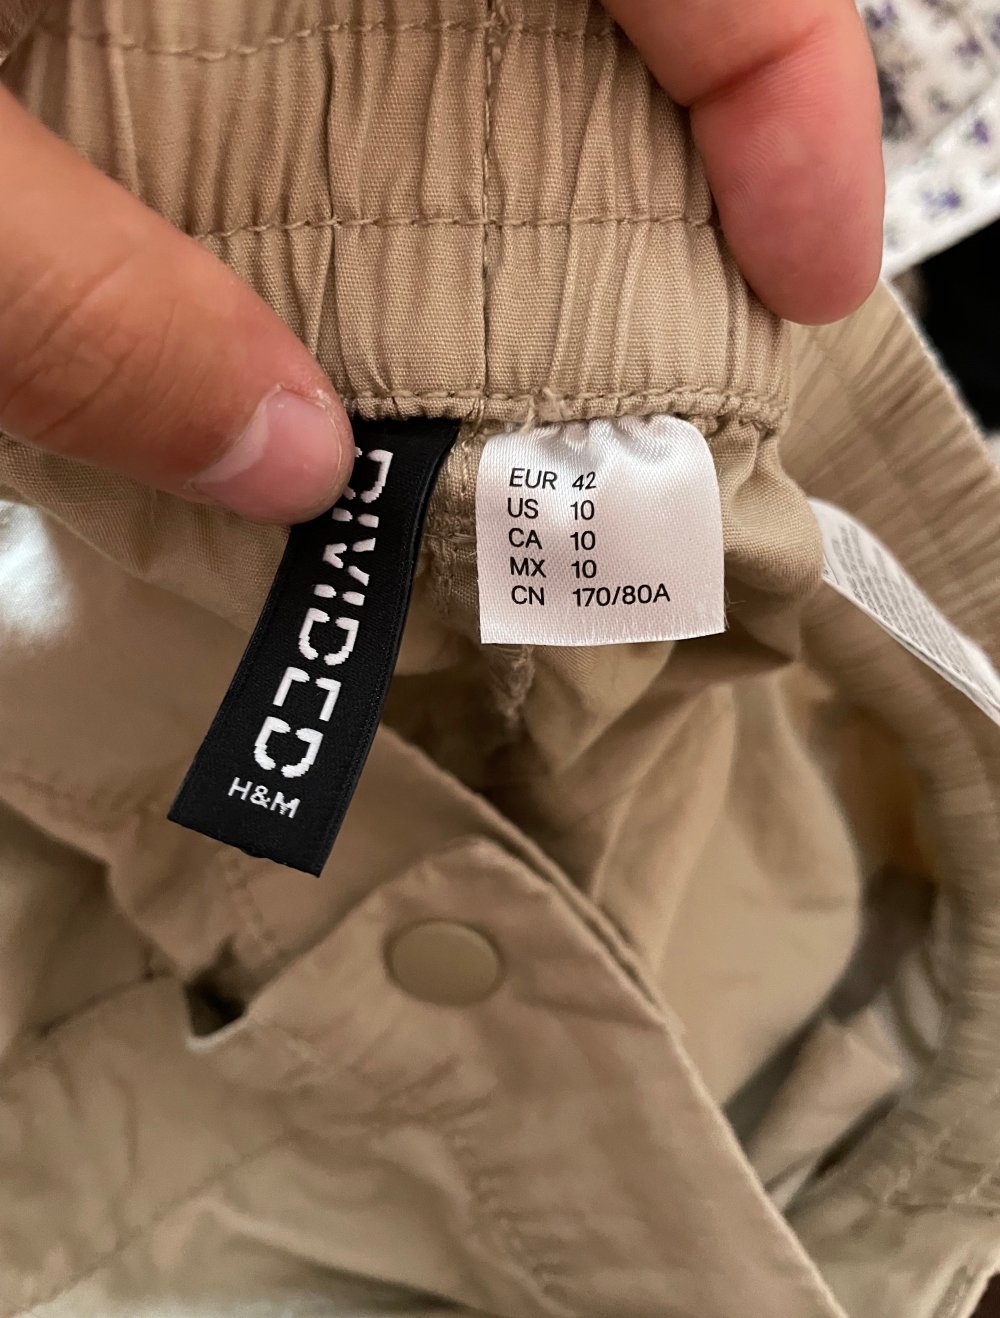 DIVIDED
H&M
EUR 42
US 10
CA 10
MX 10
CN 170/80A